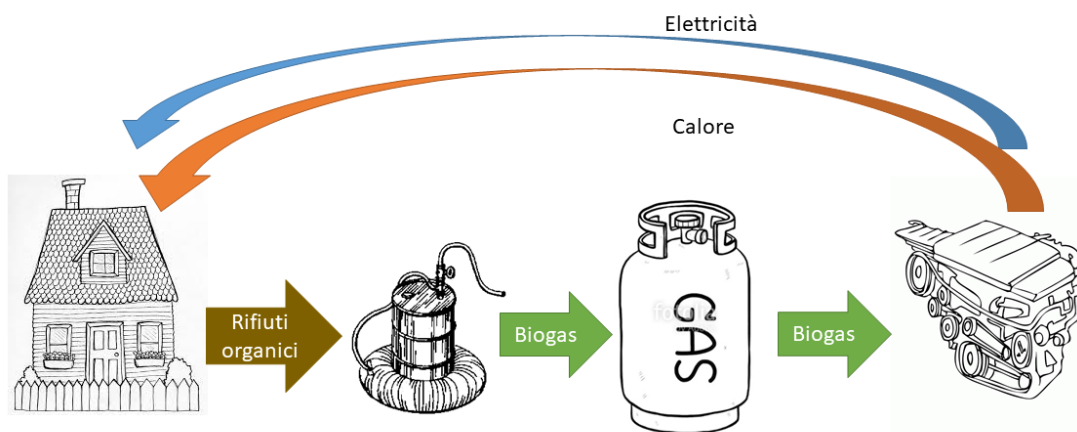 Elettricità
Calore
Rifiuti
organici
Biogas
GAS
Biogas